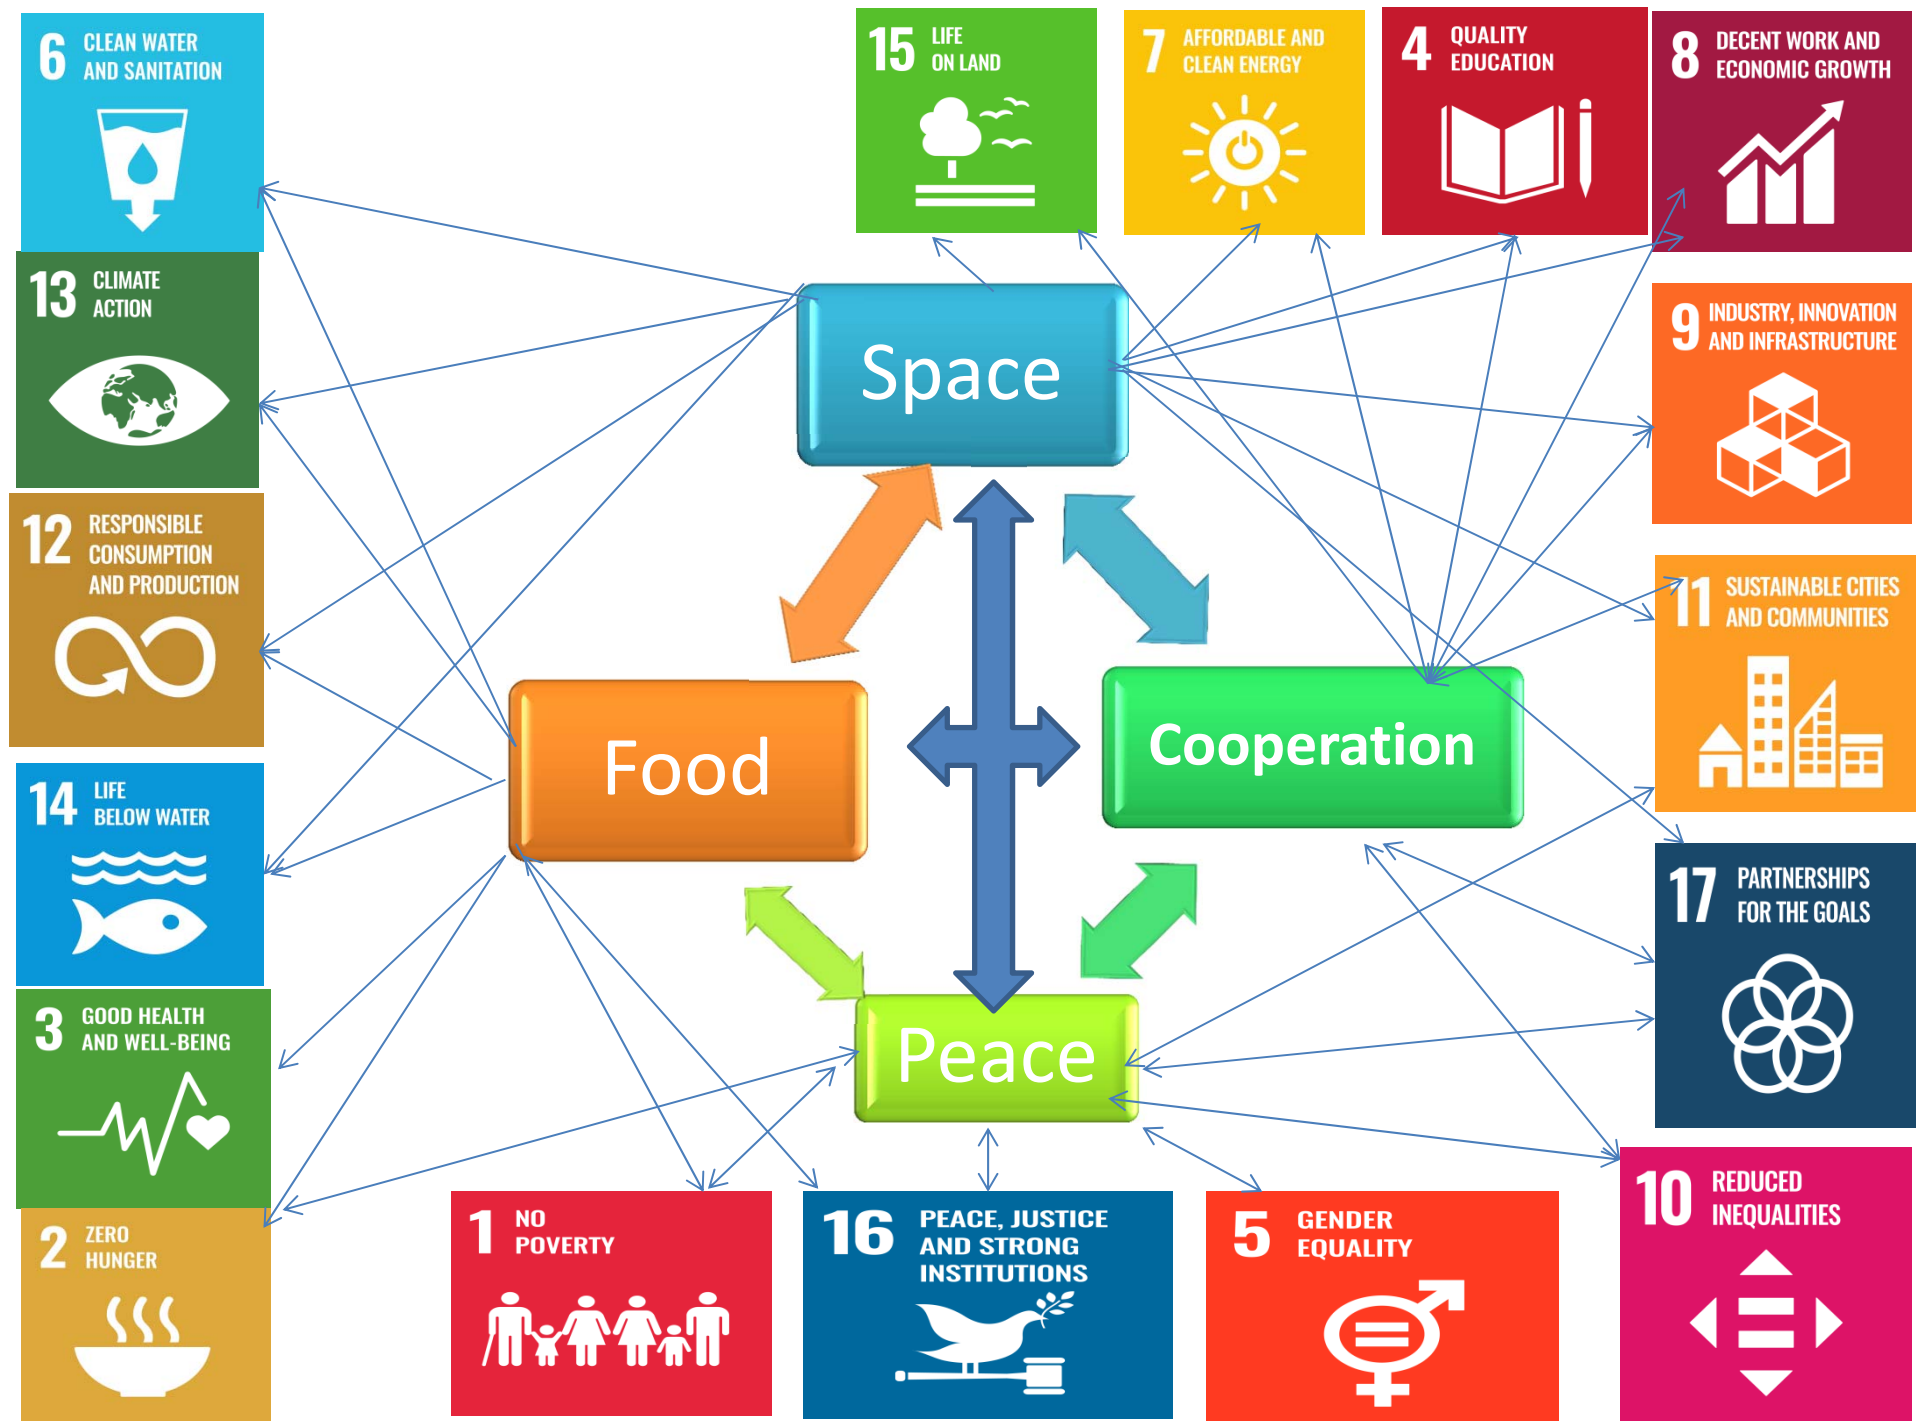 6 CLEAN WATER
AND SANITATION
15 LIFE
ON LAND
7 AFFORDABLE AND
CLEAN ENERGY
4 QUALITY
EDUCATION
8 DECENT WORK AND
ECONOMIC GROWTH
13 CLIMATE
ACTION
9 INDUSTRY, INNOVATION
AND INFRASTRUCTURE
Space
12 RESPONSIBLE
CONSUMPTION
AND PRODUCTION
11 SUSTAINABLE CITIES
AND COMMUNITIES
Food
Cooperation
14 LIFE
BELOW WATER
17 PARTNERSHIPS
FOR THE GOALS
3 GOOD HEALTH
AND WELL-BEING
Peace
2 ZERO
HUNGER
1 NO
POVERTY
16 PEACE, JUSTICE
AND STRONG
INSTITUTIONS
5 GENDER
EQUALITY
10 REDUCED
INEQUALITIES